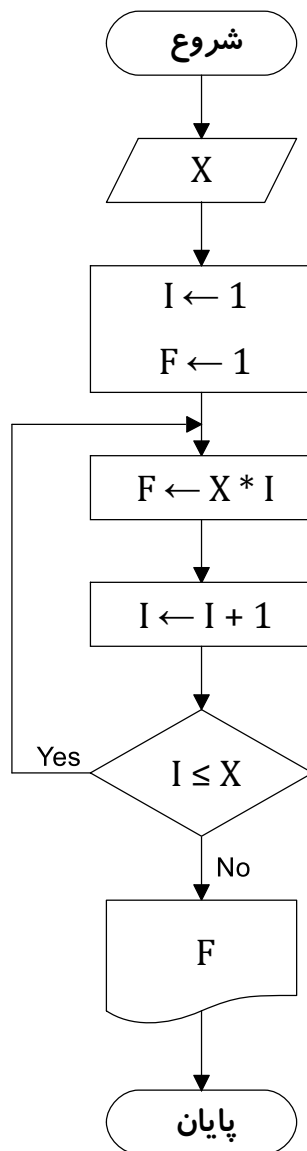 شروع
X
I ← 1
F ← 1
F ← X * I
I ← I + 1
I ≤ X
Yes
No
F
پایان